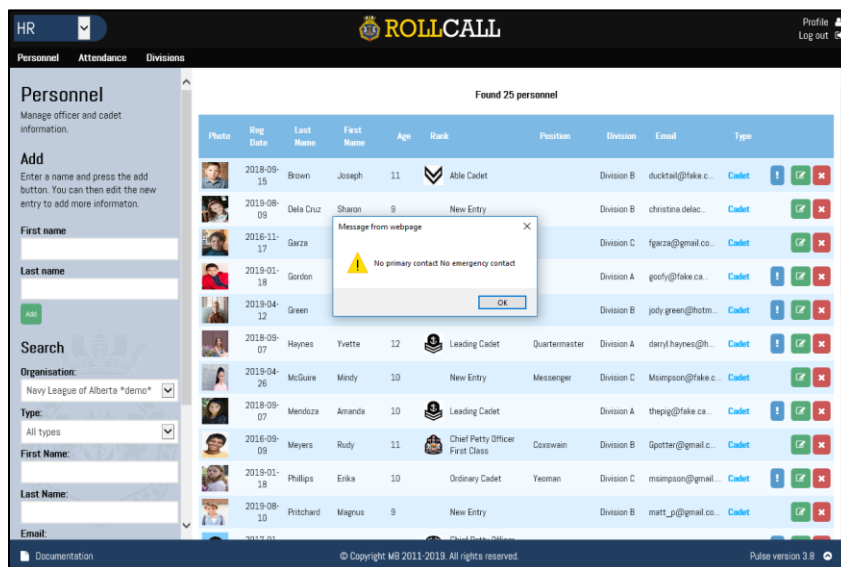 HR
ROLLCALL
Profile
Log out
Personnel Attendance Divisions
Personnel
Manage officer and cadet
information.
Add
Enter a name and press the add
button. You can then edit the new
entry to add more informaton.
First name
Last name
Add
Search
Organisation:
Navy League of Alberta *demo*
Type:
All types
First Name:
Last Name:
Email:
Found 25 personnel
Photo Reg Date Last Name First Name Age Rank Position Division Email Type
2018-09-15 Brown Joseph 11 Able Cadet Division B ducktail@fake.c... Cadet
2019-08-09 Dela Cruz Sharon 9 New Entry Division B christina.delac... Cadet
2016-11-17 Garza Division C fgarza@gmail.co... Cadet
2019-01-18 Gordon Division A goofy@fake.ca... Cadet
2019-04-12 Green Division B jody.green@hotm... Cadet
2018-09-07 Haynes Yvette 12 Leading Cadet Quartermaster Division A darryl.haynes@h... Cadet
2019-04-26 McGuire Mindy 10 New Entry Messenger Division C Msimpson@fake.c... Cadet
2018-09-07 Mendoza Amanda 10 Leading Cadet Division A thepig@fake.ca... Cadet
2016-09-09 Meyers Rudy 11 Chief Petty Officer First Class Coxswain Division B Gpotter@gmail.c... Cadet
2019-01-18 Phillips Erika 10 Ordinary Cadet Yeoman Division C msimpson@gmail.... Cadet
2019-08-10 Pritchard Magnus 9 New Entry Division B matt_p@gmail.co... Cadet
Message from webpage
No primary contact No emergency contact
OK
Documentation
© Copyright MB 2011-2019. All rights reserved.
Pulse version 3.8